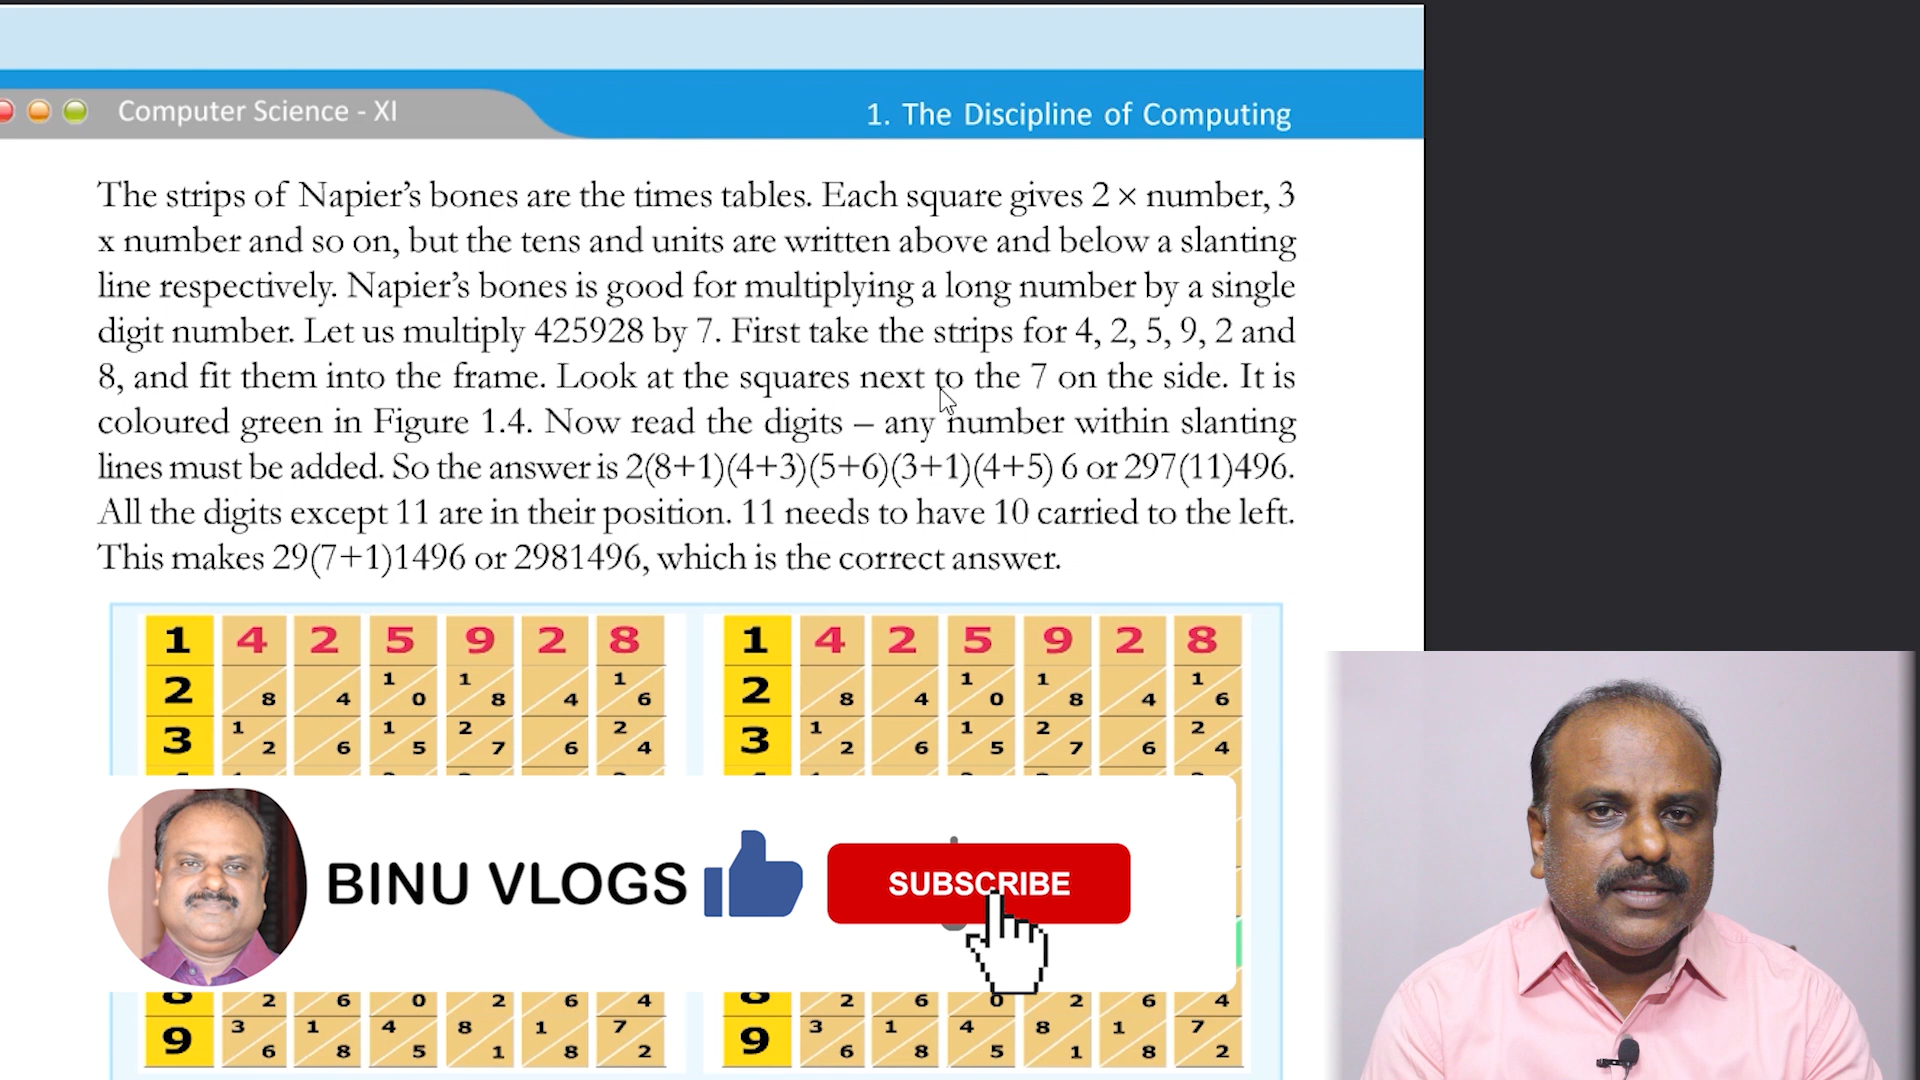 Computer Science - XI
1. The Discipline of Computing
The strips of Napier’s bones are the times tables. Each square gives 2 × number, 3
x number and so on, but the tens and units are written above and below a slanting
line respectively. Napier’s bones is good for multiplying a long number by a single
digit number. Let us multiply 425928 by 7. First take the strips for 4, 2, 5, 9, 2 and
8, and fit them into the frame. Look at the squares next to the 7 on the side. It is
coloured green in Figure 1.4. Now read the digits – any number within slanting
lines must be added. So the answer is 2(8+1)(4+3)(5+6)(3+1)(4+5) 6 or 297(11)496.
All the digits except 11 are in their position. 11 needs to have 10 carried to the left.
This makes 29(7+1)1496 or 2981496, which is the correct answer.
1 4 2 5 9 2 8 1 4 2 5 9 2 8
2 8 4 1 0 1 8 4 1 6 2 8 4 1 0 1 8 4 1 6
3 1 2 6 1 5 2 7 6 2 4 3 1 2 6 1 5 2 7 6 2 4
BINU VLOGS
SUBSCRIBE
2 6 0 2 6 4 2 6 0 2 6 4
9 3 6 1 8 4 5 8 1 1 8 7 2 9 3 6 1 8 4 5 8 1 1 8 7 2